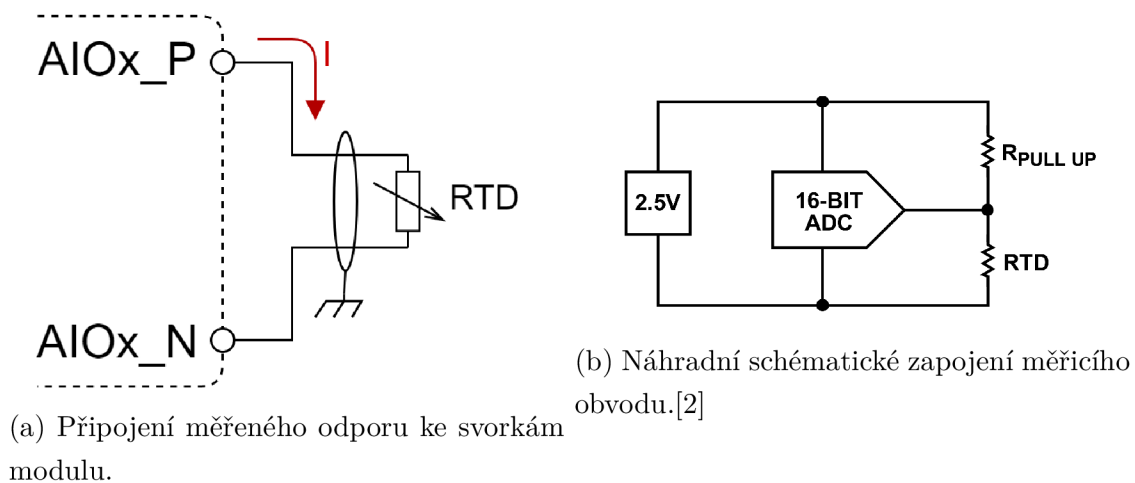 AIOx_P
I
RTD
AIOx_N
(a) Připojení měřeného odporu ke svorkám
modulu.
2.5V
16-BIT
ADC
RPULL UP
RTD
(b) Náhradní schématické zapojení měřicího
obvodu.[2]